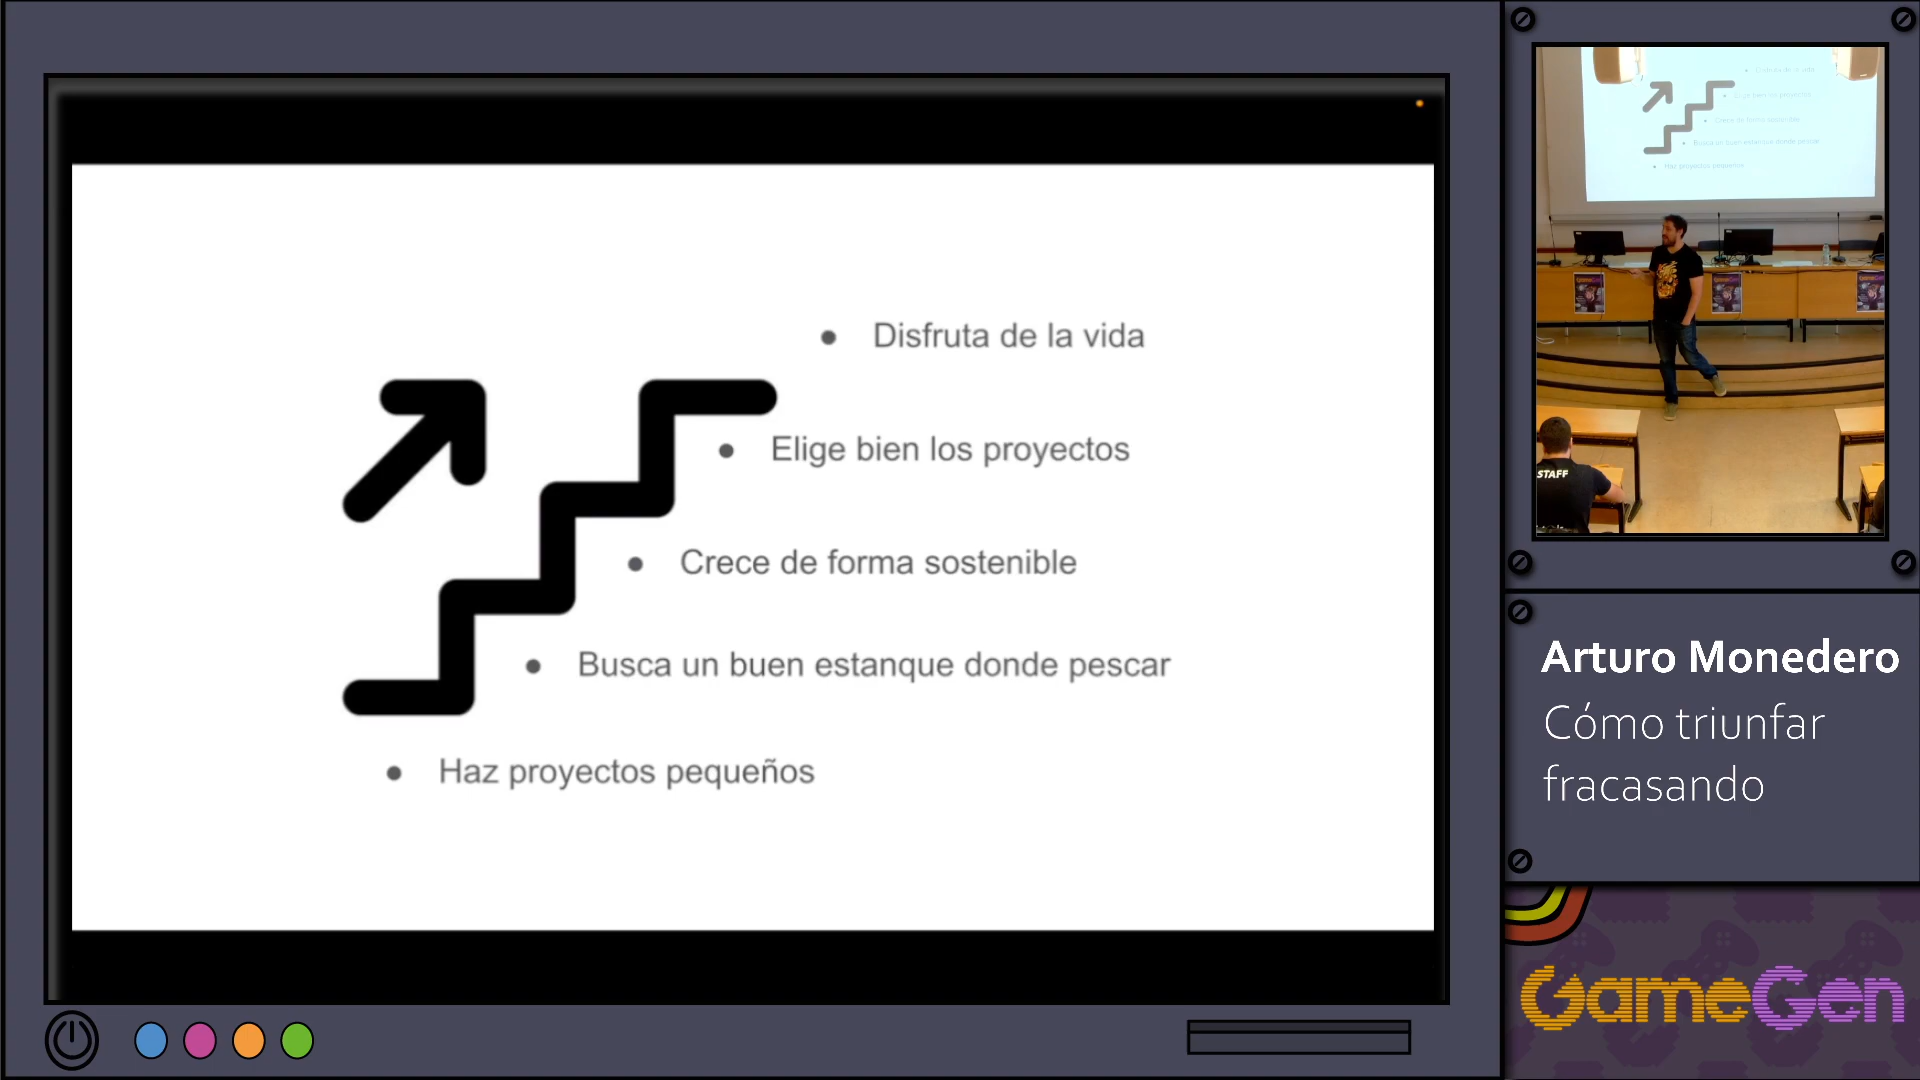 Disfruta de la vida
Elige bien los proyectos
Crece de forma sostenible
Busca un buen estanque donde pescar
Haz proyectos pequeños
STAFF
Arturo Monedero
Cómo triunfar
fracasando
GameGen